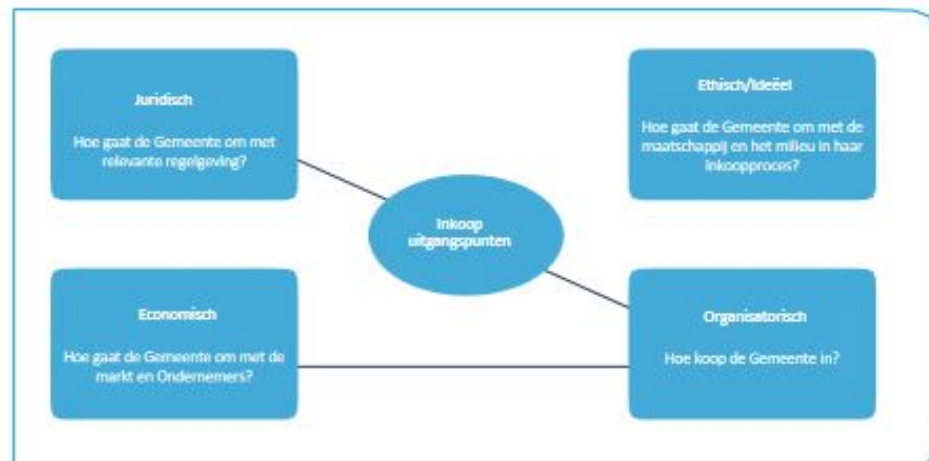 Juridisch
Hoe gaat de Gemeente om met
relevante regelgeving?
Ethisch/Ideëel
Hoe gaat de Gemeente om met de
maatschappij en het milieu in haar
inkoopproces?
Inkoop
uitgangspunten
Economisch
Hoe gaat de Gemeente om met de
markt en Ondernemers?
Organisatorisch
Hoe koop de Gemeente in?